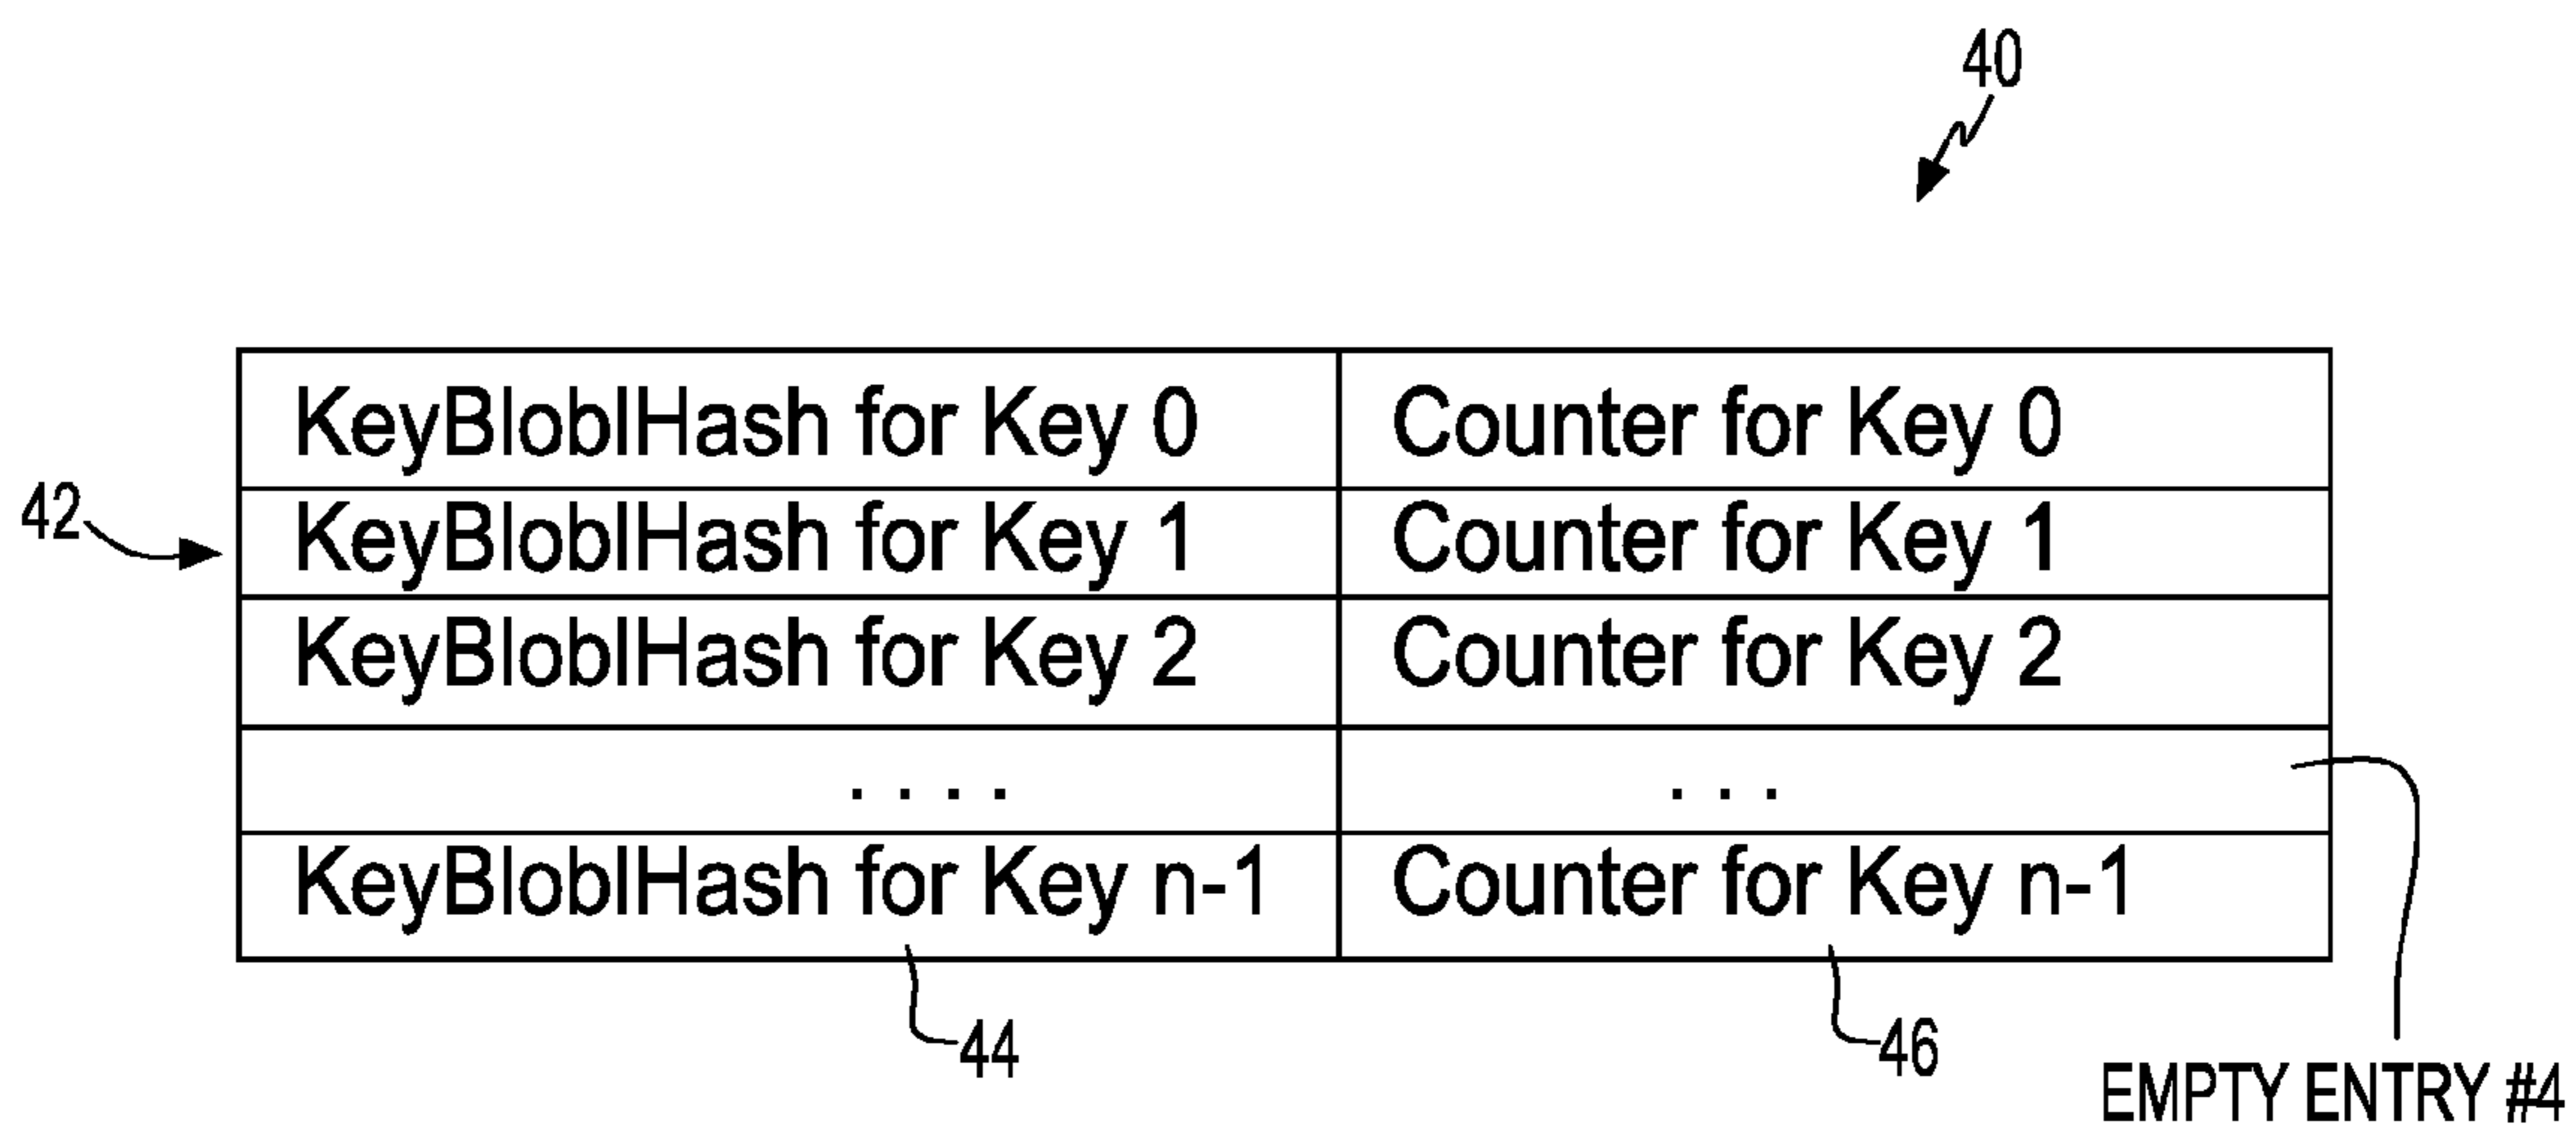 40
KeyBloblHash for Key 0 Counter for Key 0
42
KeyBloblHash for Key 1 Counter for Key 1
KeyBloblHash for Key 2 Counter for Key 2
. . . . . . .
KeyBloblHash for Key n-1 Counter for Key n-1
44
46
EMPTY ENTRY #4